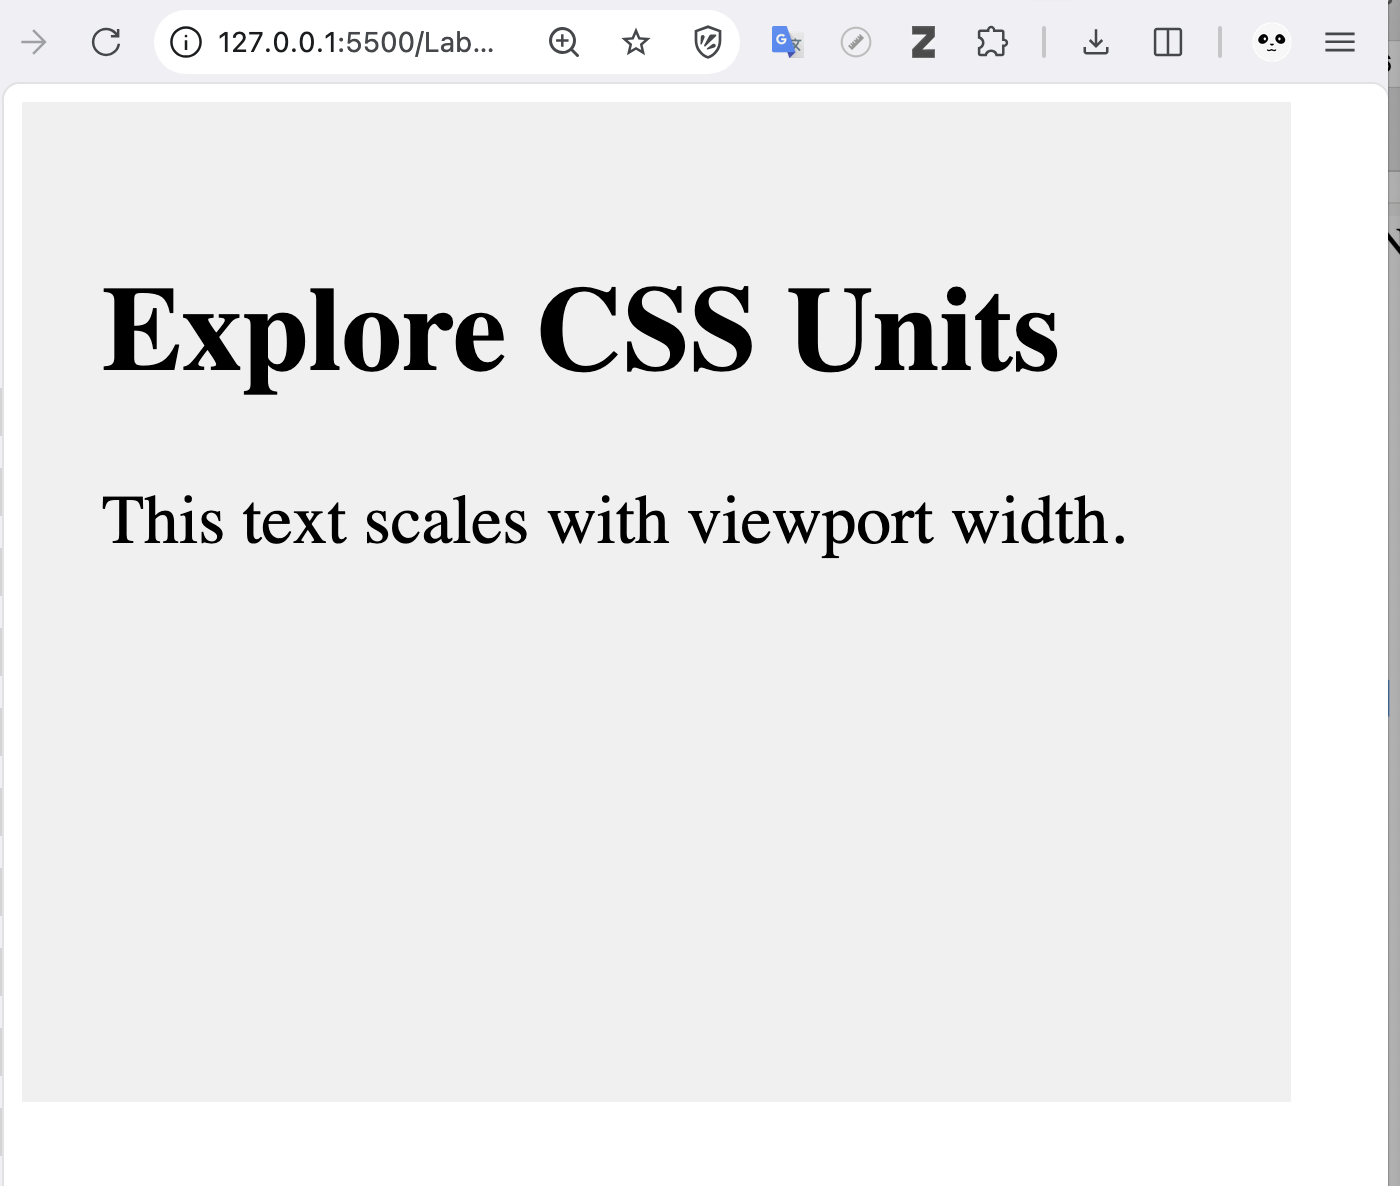 127.0.0.1:5500/Lab...
Explore CSS Units
This text scales with viewport width.